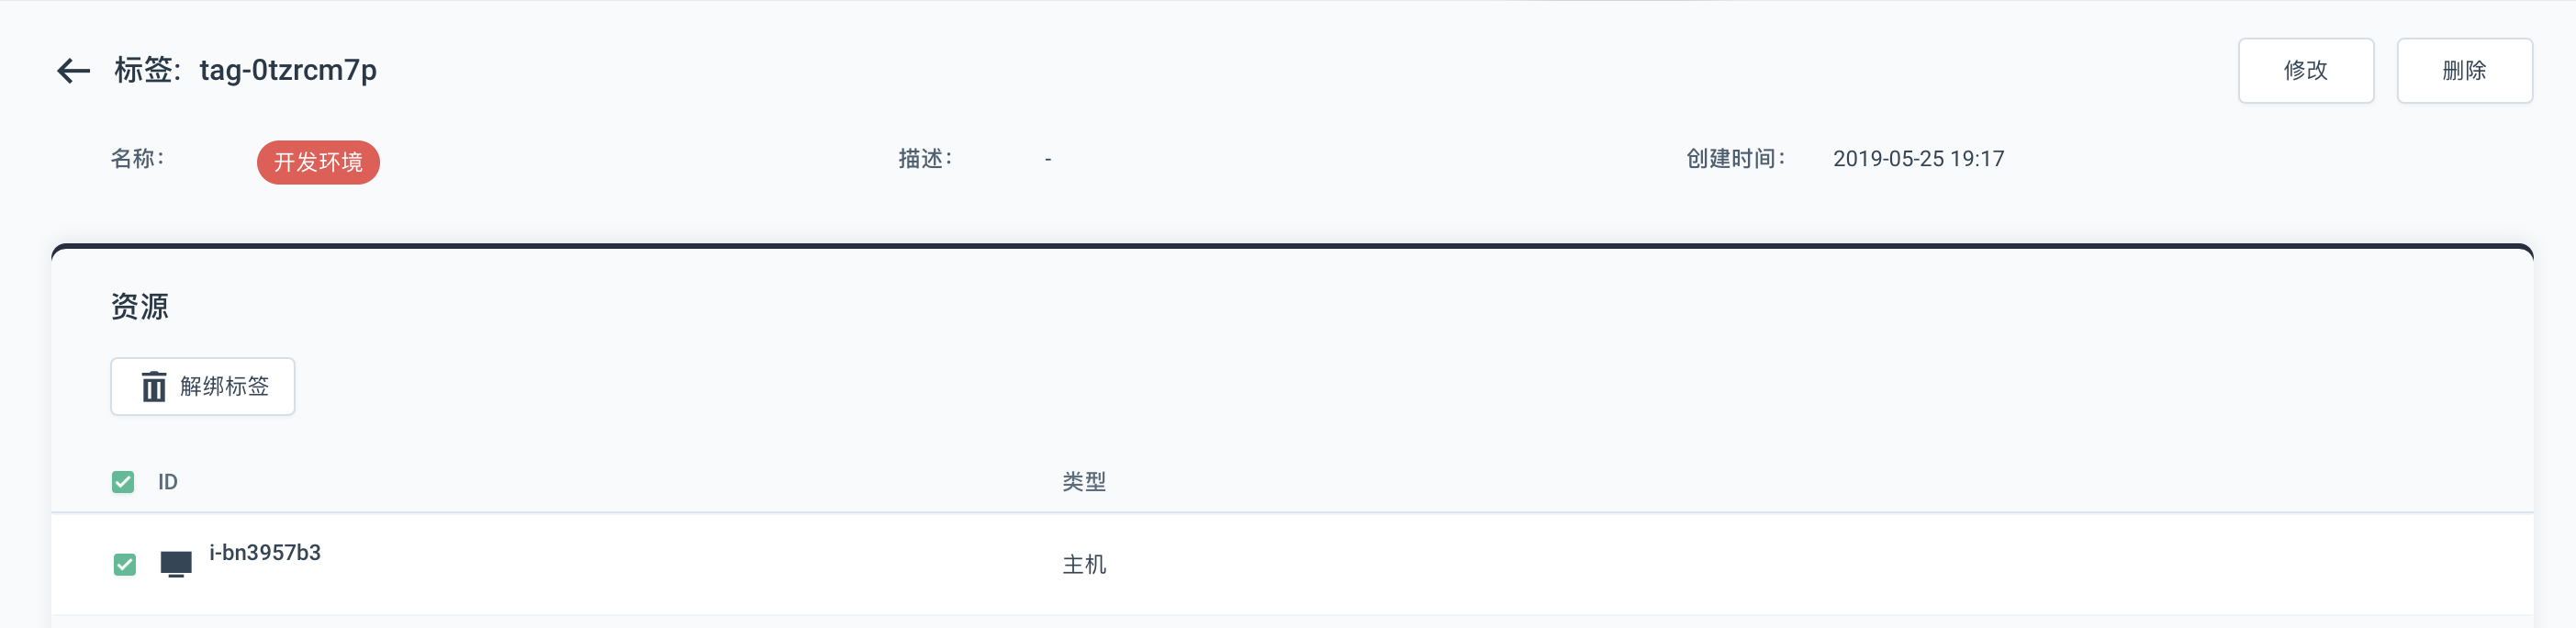 标签: tag-0tzrcm7p
修改
删除
名称: 开发环境
描述: -
创建时间: 2019-05-25 19:17
资源
解绑标签
ID 类型
i-bn3957b3 主机